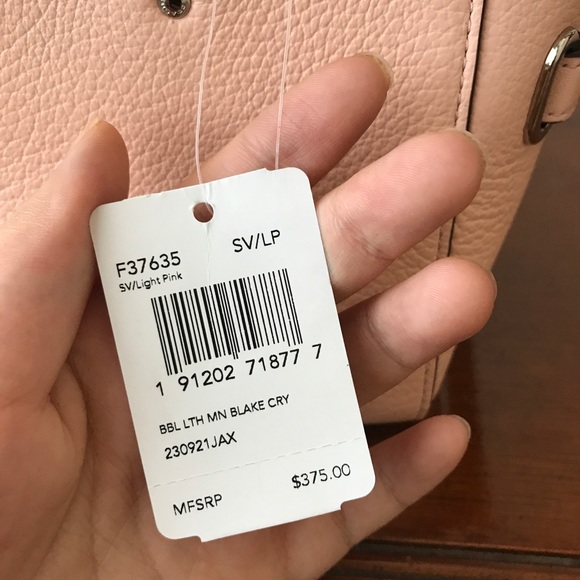 F37635 SV/LP
SV/Light Pink
1 91202 71877 7
BBL LTH MN BLAKE CRY
230921JAX
MFSRP $375.00